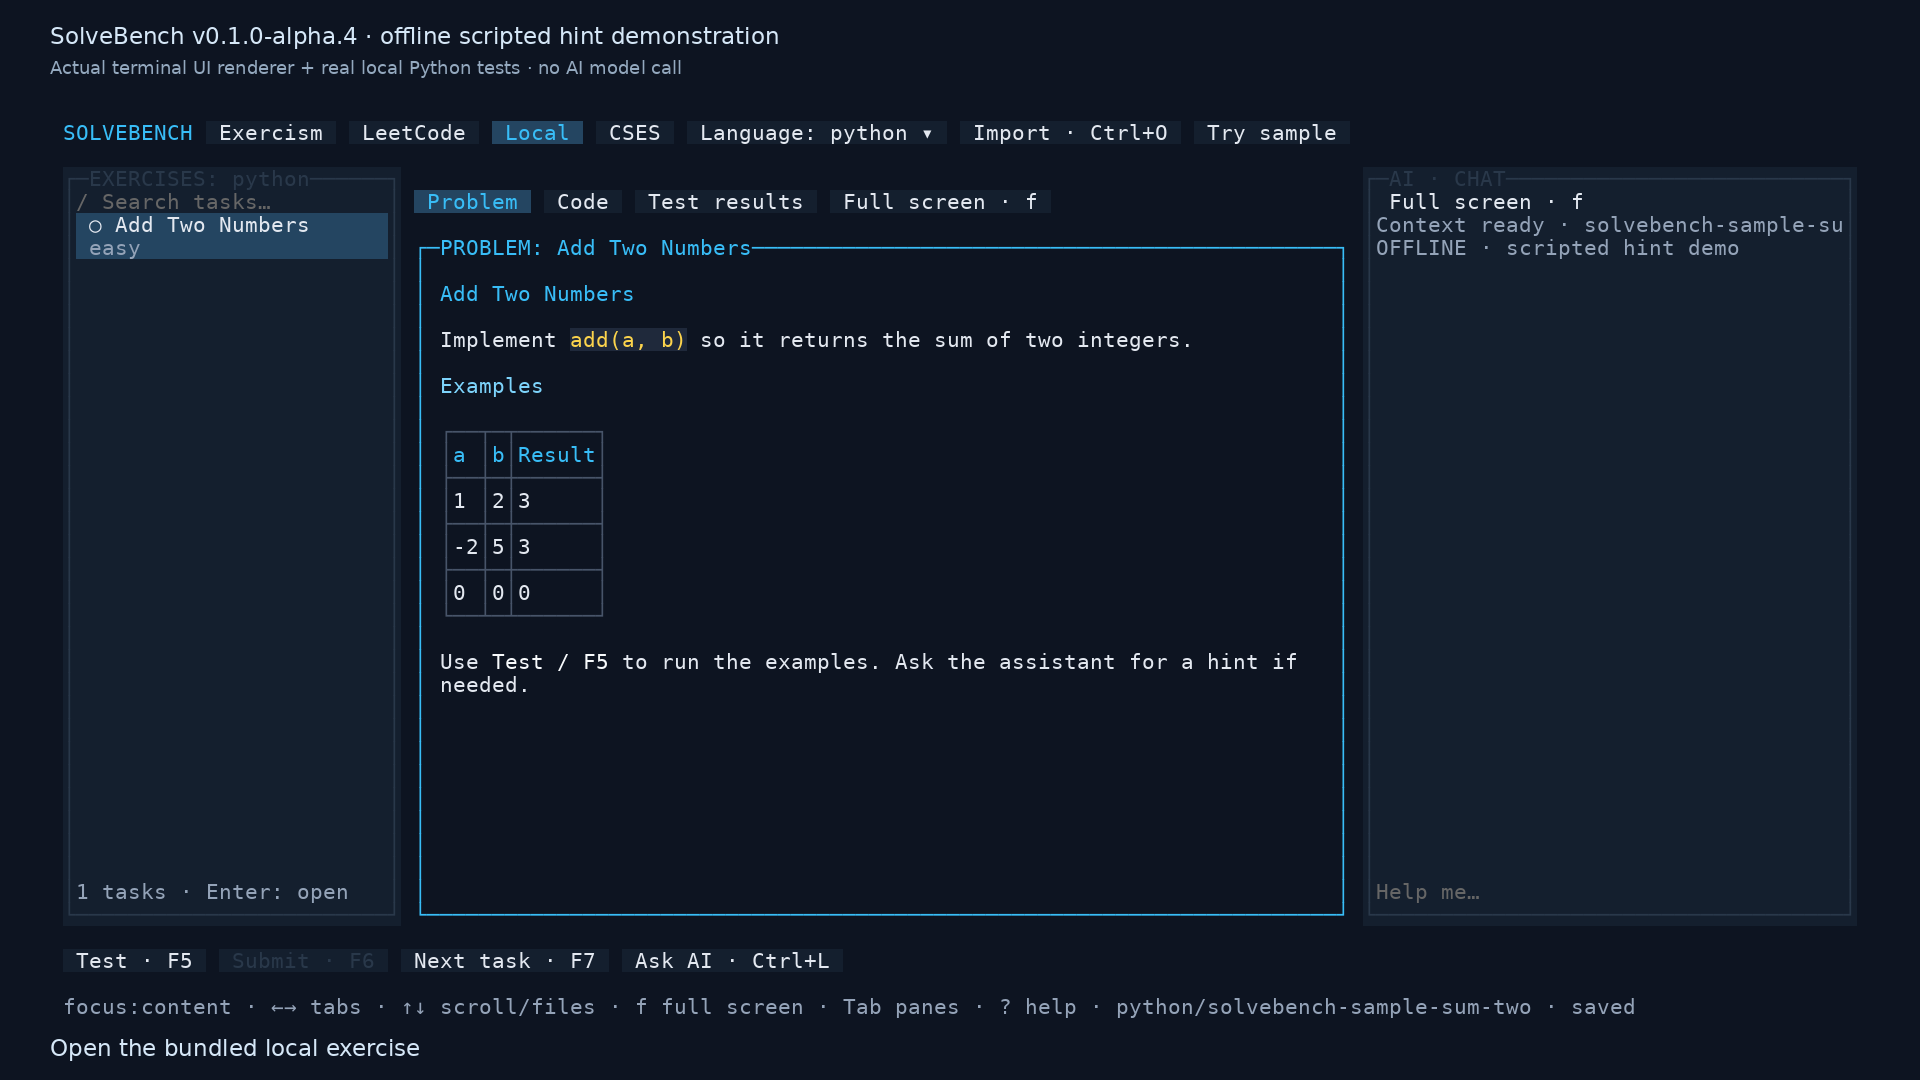 SolveBench v0.1.0-alpha.4 · offline scripted hint demonstration
Actual terminal UI renderer + real local Python tests · no AI model call
SOLVEBENCH Exercism LeetCode Local CSES Language: python ▾ Import · Ctrl+O Try sample
EXERCISES: python
/ Search tasks…
○ Add Two Numbers
easy
1 tasks · Enter: open
Problem Code Test results Full screen · f
PROBLEM: Add Two Numbers
Add Two Numbers
Implement add(a, b) so it returns the sum of two integers.
Examples
a b Result
1 2 3
-2 5 3
0 0 0
Use Test / F5 to run the examples. Ask the assistant for a hint if
needed.
AI · CHAT
Full screen · f
Context ready · solvebench-sample-su
OFFLINE · scripted hint demo
Help me…
Test · F5 Submit · F6 Next task · F7 Ask AI · Ctrl+L
focus:content · ←→ tabs · ↑↓ scroll/files · f full screen · Tab panes · ? help · python/solvebench-sample-sum-two · saved
Open the bundled local exercise